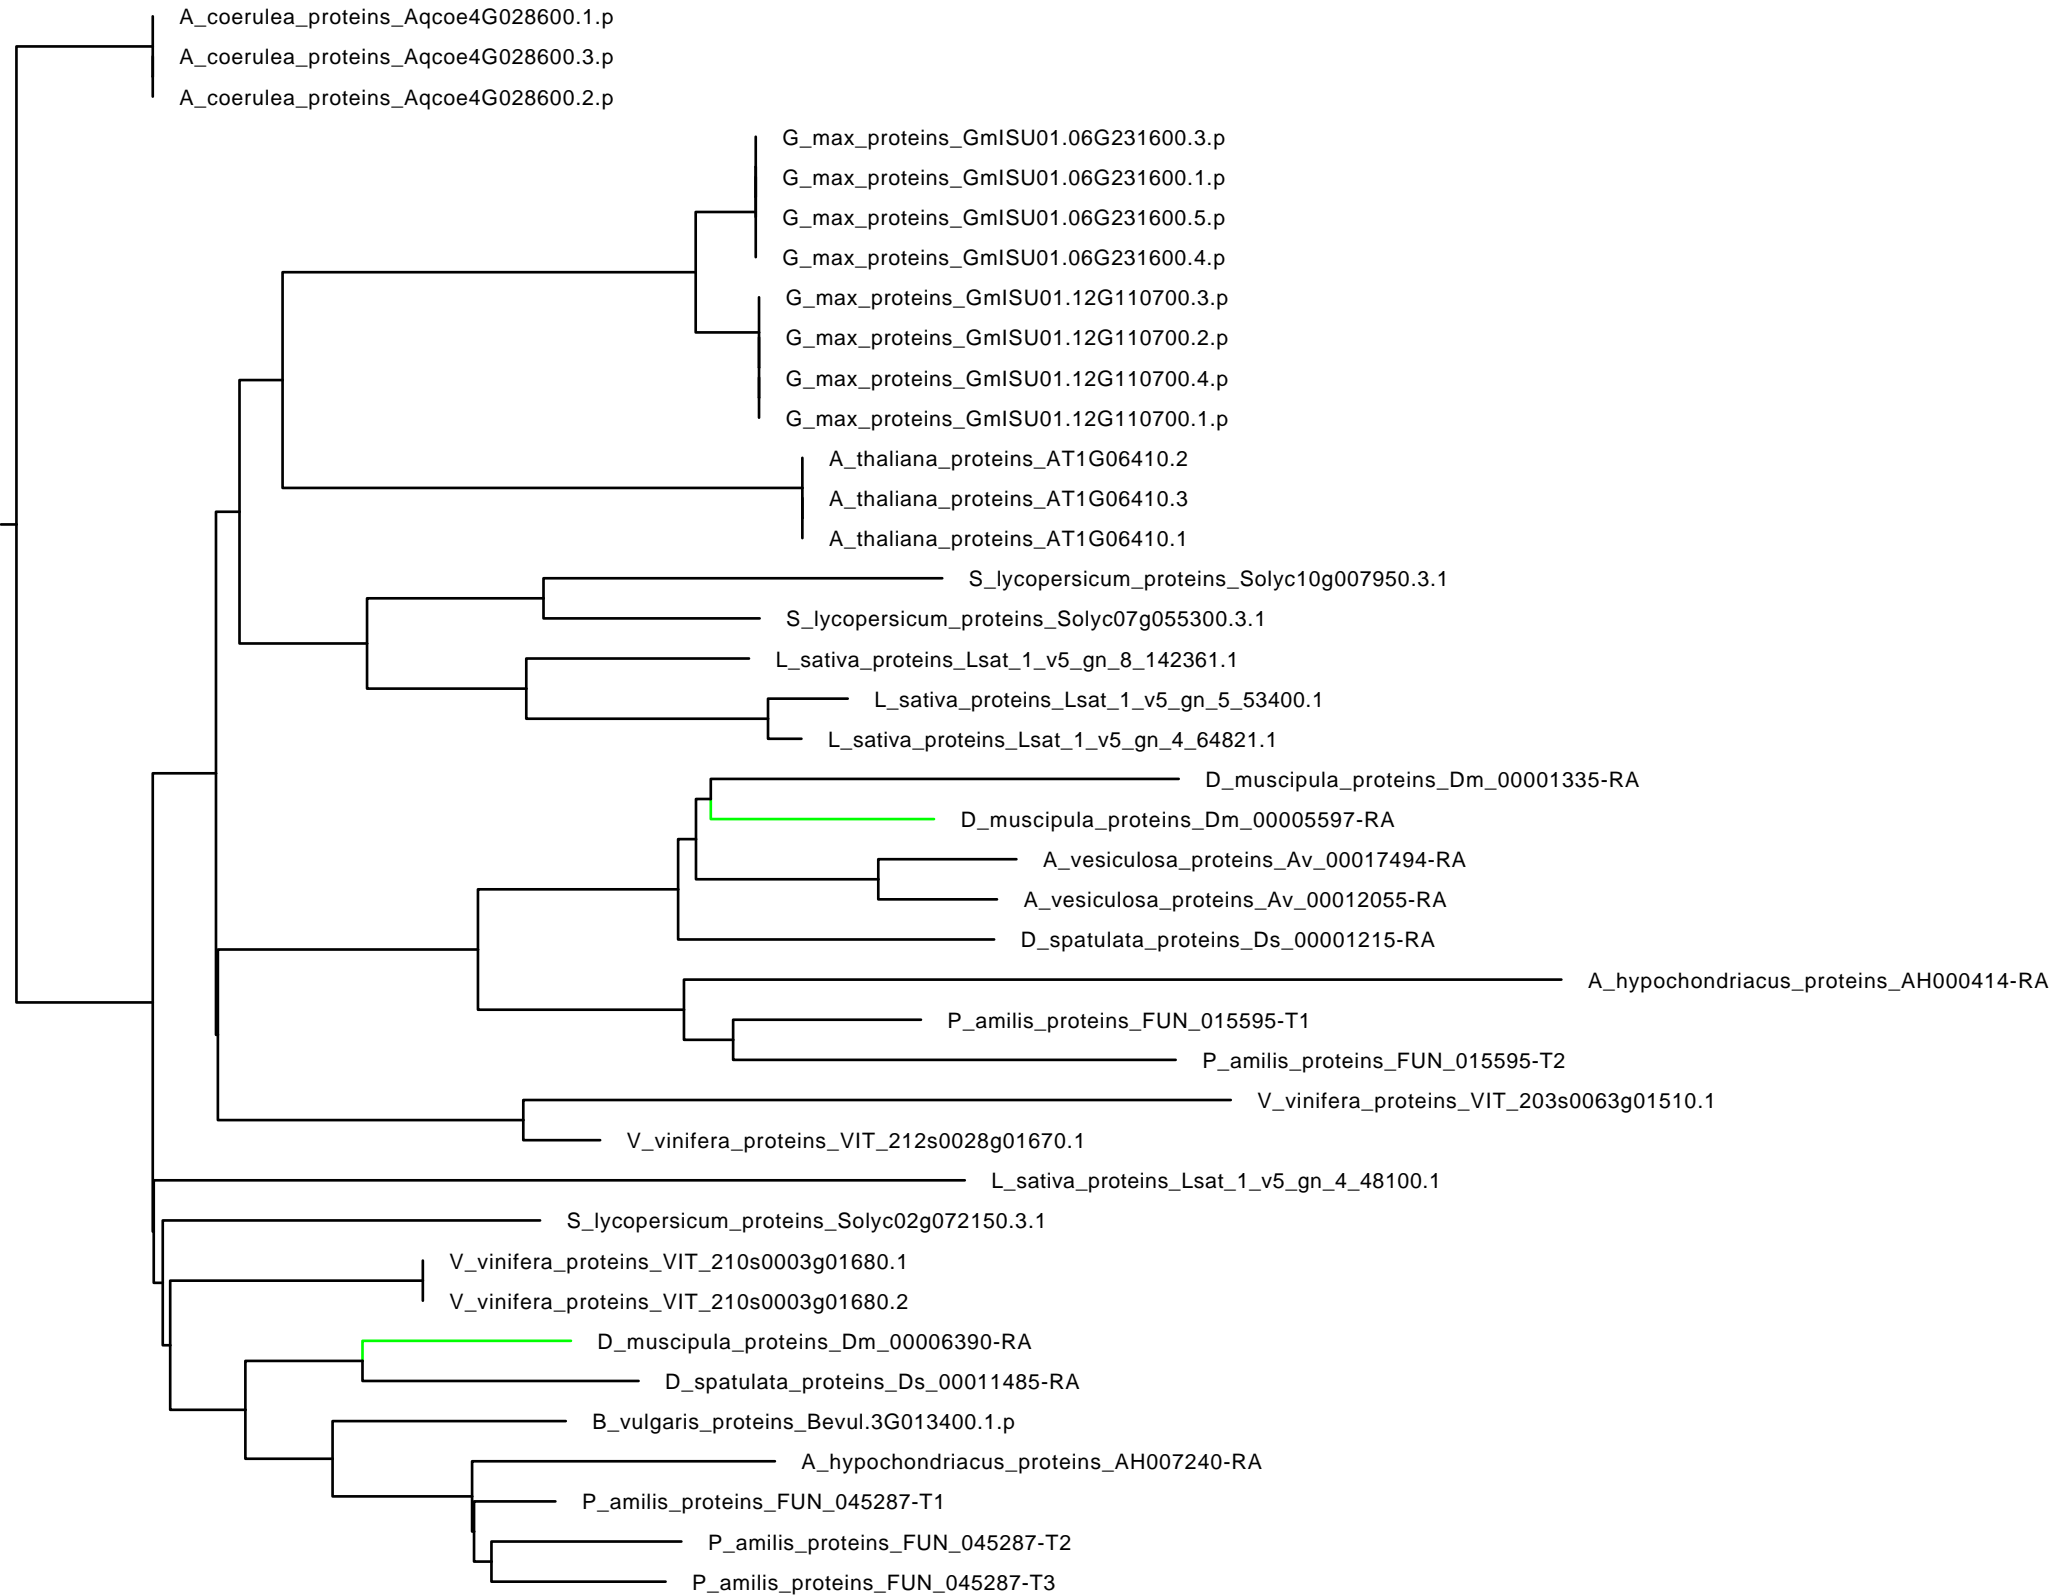 A_coerulea_proteins_Aqcoe4G028600.1.p
A_coerulea_proteins_Aqcoe4G028600.3.p
A_coerulea_proteins_Aqcoe4G028600.2.p
G_max_proteins_GmISU01.06G231600.3.p
G_max_proteins_GmISU01.06G231600.1.p
G_max_proteins_GmISU01.06G231600.5.p
G_max_proteins_GmISU01.06G231600.4.p
G_max_proteins_GmISU01.12G110700.3.p
G_max_proteins_GmISU01.12G110700.2.p
G_max_proteins_GmISU01.12G110700.4.p
G_max_proteins_GmISU01.12G110700.1.p
A_thaliana_proteins_AT1G06410.2
A_thaliana_proteins_AT1G06410.3
A_thaliana_proteins_AT1G06410.1
S_lycopersicum_proteins_Solyc10g007950.3.1
S_lycopersicum_proteins_Solyc07g055300.3.1
L_sativa_proteins_Lsat_1_v5_gn_8_142361.1
L_sativa_proteins_Lsat_1_v5_gn_5_53400.1
L_sativa_proteins_Lsat_1_v5_gn_4_64821.1
D_muscipula_proteins_Dm_00001335-RA
D_muscipula_proteins_Dm_00005597-RA
A_vesiculosa_proteins_Av_00017494-RA
A_vesiculosa_proteins_Av_00012055-RA
D_spatulata_proteins_Ds_00001215-RA
A_hypochondriacus_proteins_AH000414-RA
P_amilis_proteins_FUN_015595-T1
P_amilis_proteins_FUN_015595-T2
V_vinifera_proteins_VIT_203s0063g01510.1
V_vinifera_proteins_VIT_212s0028g01670.1
L_sativa_proteins_Lsat_1_v5_gn_4_48100.1
S_lycopersicum_proteins_Solyc02g072150.3.1
V_vinifera_proteins_VIT_210s0003g01680.1
V_vinifera_proteins_VIT_210s0003g01680.2
D_muscipula_proteins_Dm_00006390-RA
D_spatulata_proteins_Ds_00011485-RA
B_vulgaris_proteins_Bevul.3G013400.1.p
A_hypochondriacus_proteins_AH007240-RA
P_amilis_proteins_FUN_045287-T1
P_amilis_proteins_FUN_045287-T2
P_amilis_proteins_FUN_045287-T3